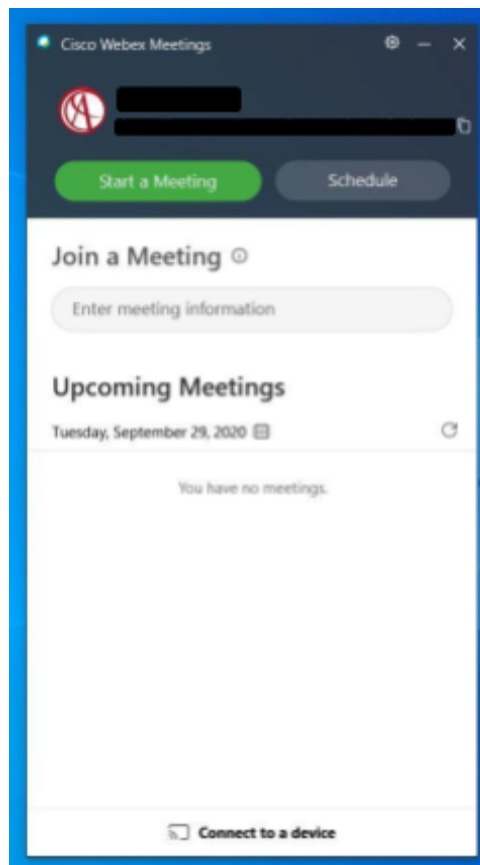 Cisco Webex Meetings
Start a Meeting
Schedule
Join a Meeting
Enter meeting information
Upcoming Meetings
Tuesday, September 29, 2020
You have no meetings.
Connect to a device